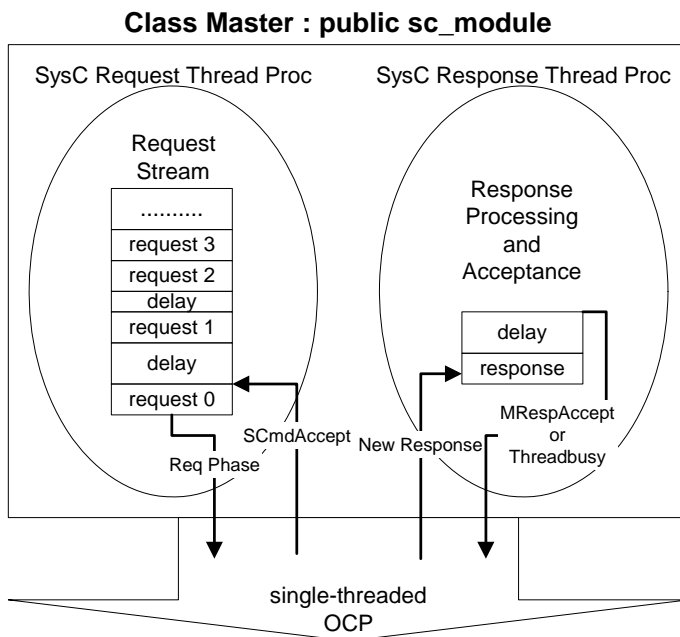 Class Master : public sc_module
SysC Request Thread Proc
SysC Response Thread Proc
Request
Stream
..........
request 3
request 2
delay
request 1
delay
request 0
SCmdAccept
Req Phase
Response
Processing
and
Acceptance
delay
response
New Response
MRespAccept
or
Threadbusy
single-threaded
OCP